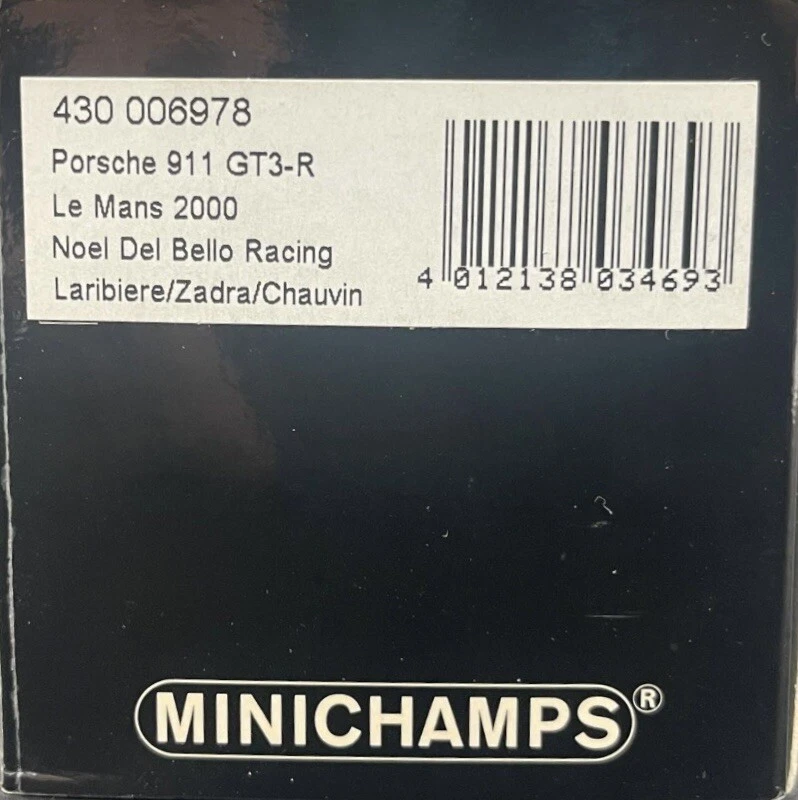 430 006978
Porsche 911 GT3-R
Le Mans 2000
Noel Del Bello Racing
Laribiere/Zadra/Chauvin
4 012138 034693
MINICHAMPS®